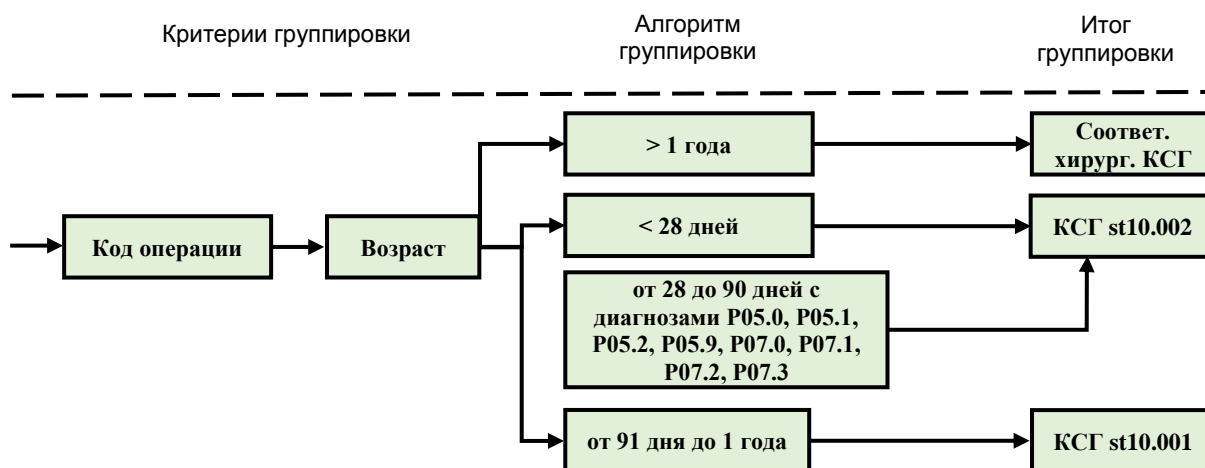 Критерии группировки
Алгоритм
группировки
Итог
группировки
> 1 года
Соответ.
хирург. КСГ
Код операции
Возраст
< 28 дней
КСГ st10.002
от 28 до 90 дней с
диагнозами P05.0, P05.1,
P05.2, P05.9, P07.0, P07.1,
P07.2, P07.3
от 91 дня до 1 года
КСГ st10.001